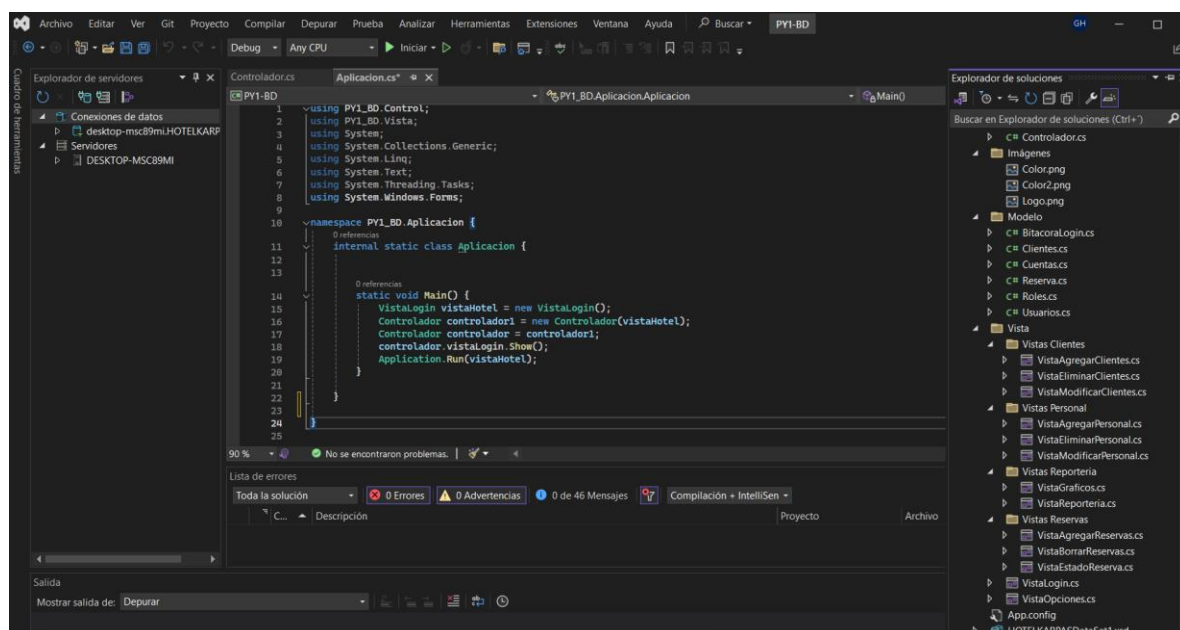 Archivo Editar Ver Git Proyecto Compilar Depurar Prueba Analizar Herramientas Extensiones Ventana Ayuda Buscar PY1-BD GH
Debug Any CPU Iniciar
Cuadro de herramientas
Explorador de servidores
Conexiones de datos
desktop-msc89mi.HOTELKARP
Servidores
DESKTOP-MSC89MI
Controlador.cs Aplicacion.cs*
PY1-BD PY1_BD.Aplicacion.Aplicacion Main()
1 using PY1_BD.Control;
2 using PY1_BD.Vista;
3 using System;
4 using System.Collections.Generic;
5 using System.Linq;
6 using System.Text;
7 using System.Threading.Tasks;
8 using System.Windows.Forms;
9
10 namespace PY1_BD.Aplicacion {
0 referencias
11 internal static class Aplicacion {
12
13
0 referencias
14 static void Main() {
15 VistaLogin vistaHotel = new VistaLogin();
16 Controlador controlador1 = new Controlador(vistaHotel);
17 Controlador controlador = controlador1;
18 controlador.vistaLogin.Show();
19 Application.Run(vistaHotel);
20 }
21
22 }
23
24 }
25
90 % No se encontraron problemas.
Lista de errores
Toda la solución 0 Errores 0 Advertencias 0 de 46 Mensajes Compilación + IntelliSen
C... Descripción Proyecto Archivo
Salida
Mostrar salida de: Depurar
Explorador de soluciones
Buscar en Explorador de soluciones (Ctrl+´)
C# Controlador.cs
Imágenes
Color.png
Color2.png
Logo.png
Modelo
C# BitacoraLogin.cs
C# Clientes.cs
C# Cuentas.cs
C# Reserva.cs
C# Roles.cs
C# Usuarios.cs
Vista
Vistas Clientes
VistaAgregarClientes.cs
VistaEliminarClientes.cs
VistaModificarClientes.cs
Vistas Personal
VistaAgregarPersonal.cs
VistaEliminarPersonal.cs
VistaModificarPersonal.cs
Vistas Reporteria
VistaGraficos.cs
VistaReporteria.cs
Vistas Reservas
VistaAgregarReservas.cs
VistaBorrarReservas.cs
VistaEstadoReserva.cs
VistaLogin.cs
VistaOpciones.cs
App.config